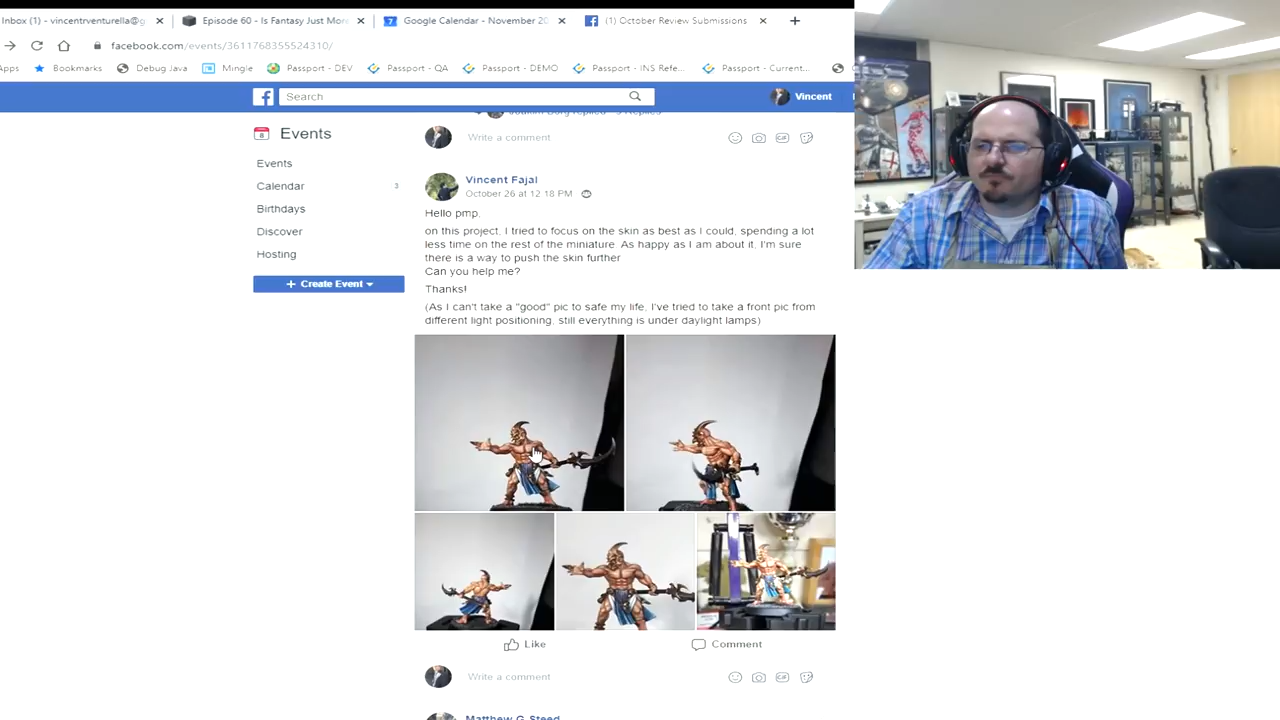 Inbox (1) - vincentrventurella@g
Episode 60 - Is Fantasy Just More
Google Calendar - November 20
(1) October Review Submissions
facebook.com/events/3611768355524310/
Apps
Bookmarks
Debug Java
Mingle
Passport - DEV
Passport - QA
Passport - DEMO
Passport - INS Refe...
Passport - Current...
Search
Vincent
Events
Events
Calendar
3
Birthdays
Discover
Hosting
+ Create Event
Write a comment
Vincent Fajal
October 26 at 12:18 PM
Hello pmp,
on this project, I tried to focus on the skin as best as I could, spending a lot
less time on the rest of the miniature. As happy as I am about it, I'm sure
there is a way to push the skin further
Can you help me?
Thanks!
(As I can't take a "good" pic to safe my life, I've tried to take a front pic from
different light positioning, still everything is under daylight lamps)
Like
Comment
Write a comment
Matthew G Steed